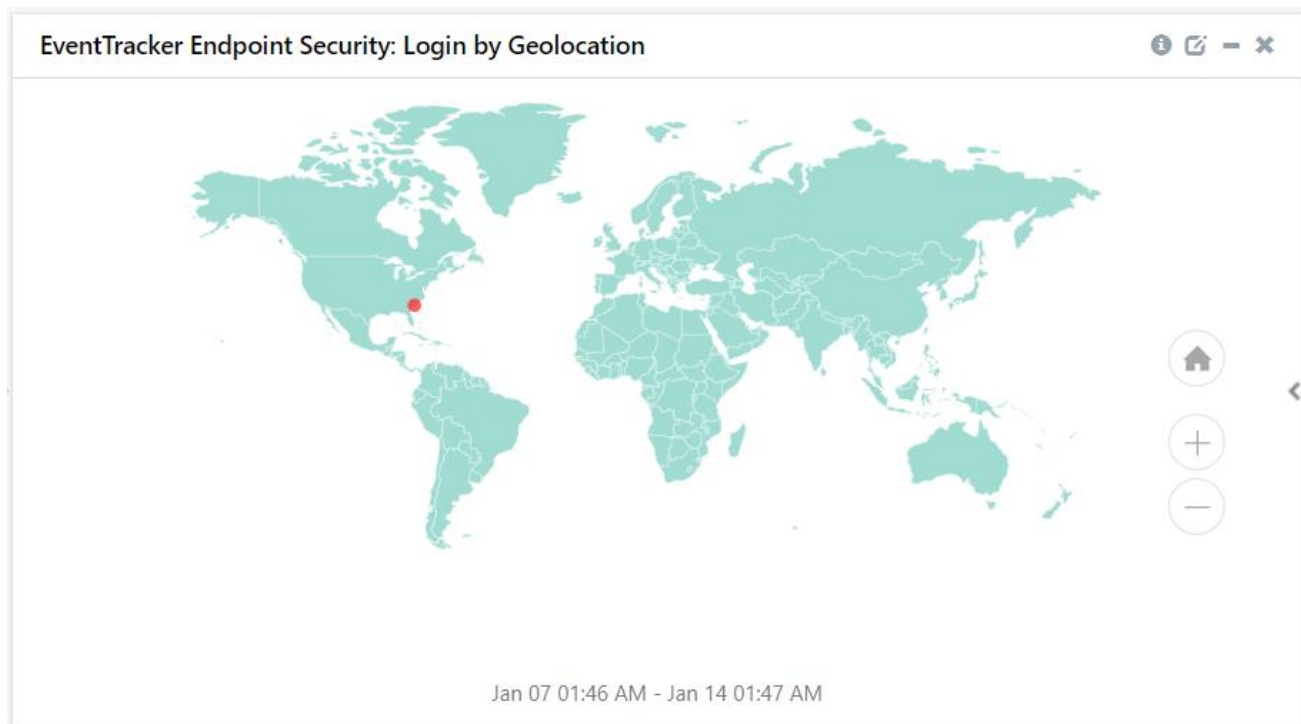 EventTracker Endpoint Security: Login by Geolocation
Jan 07 01:46 AM - Jan 14 01:47 AM